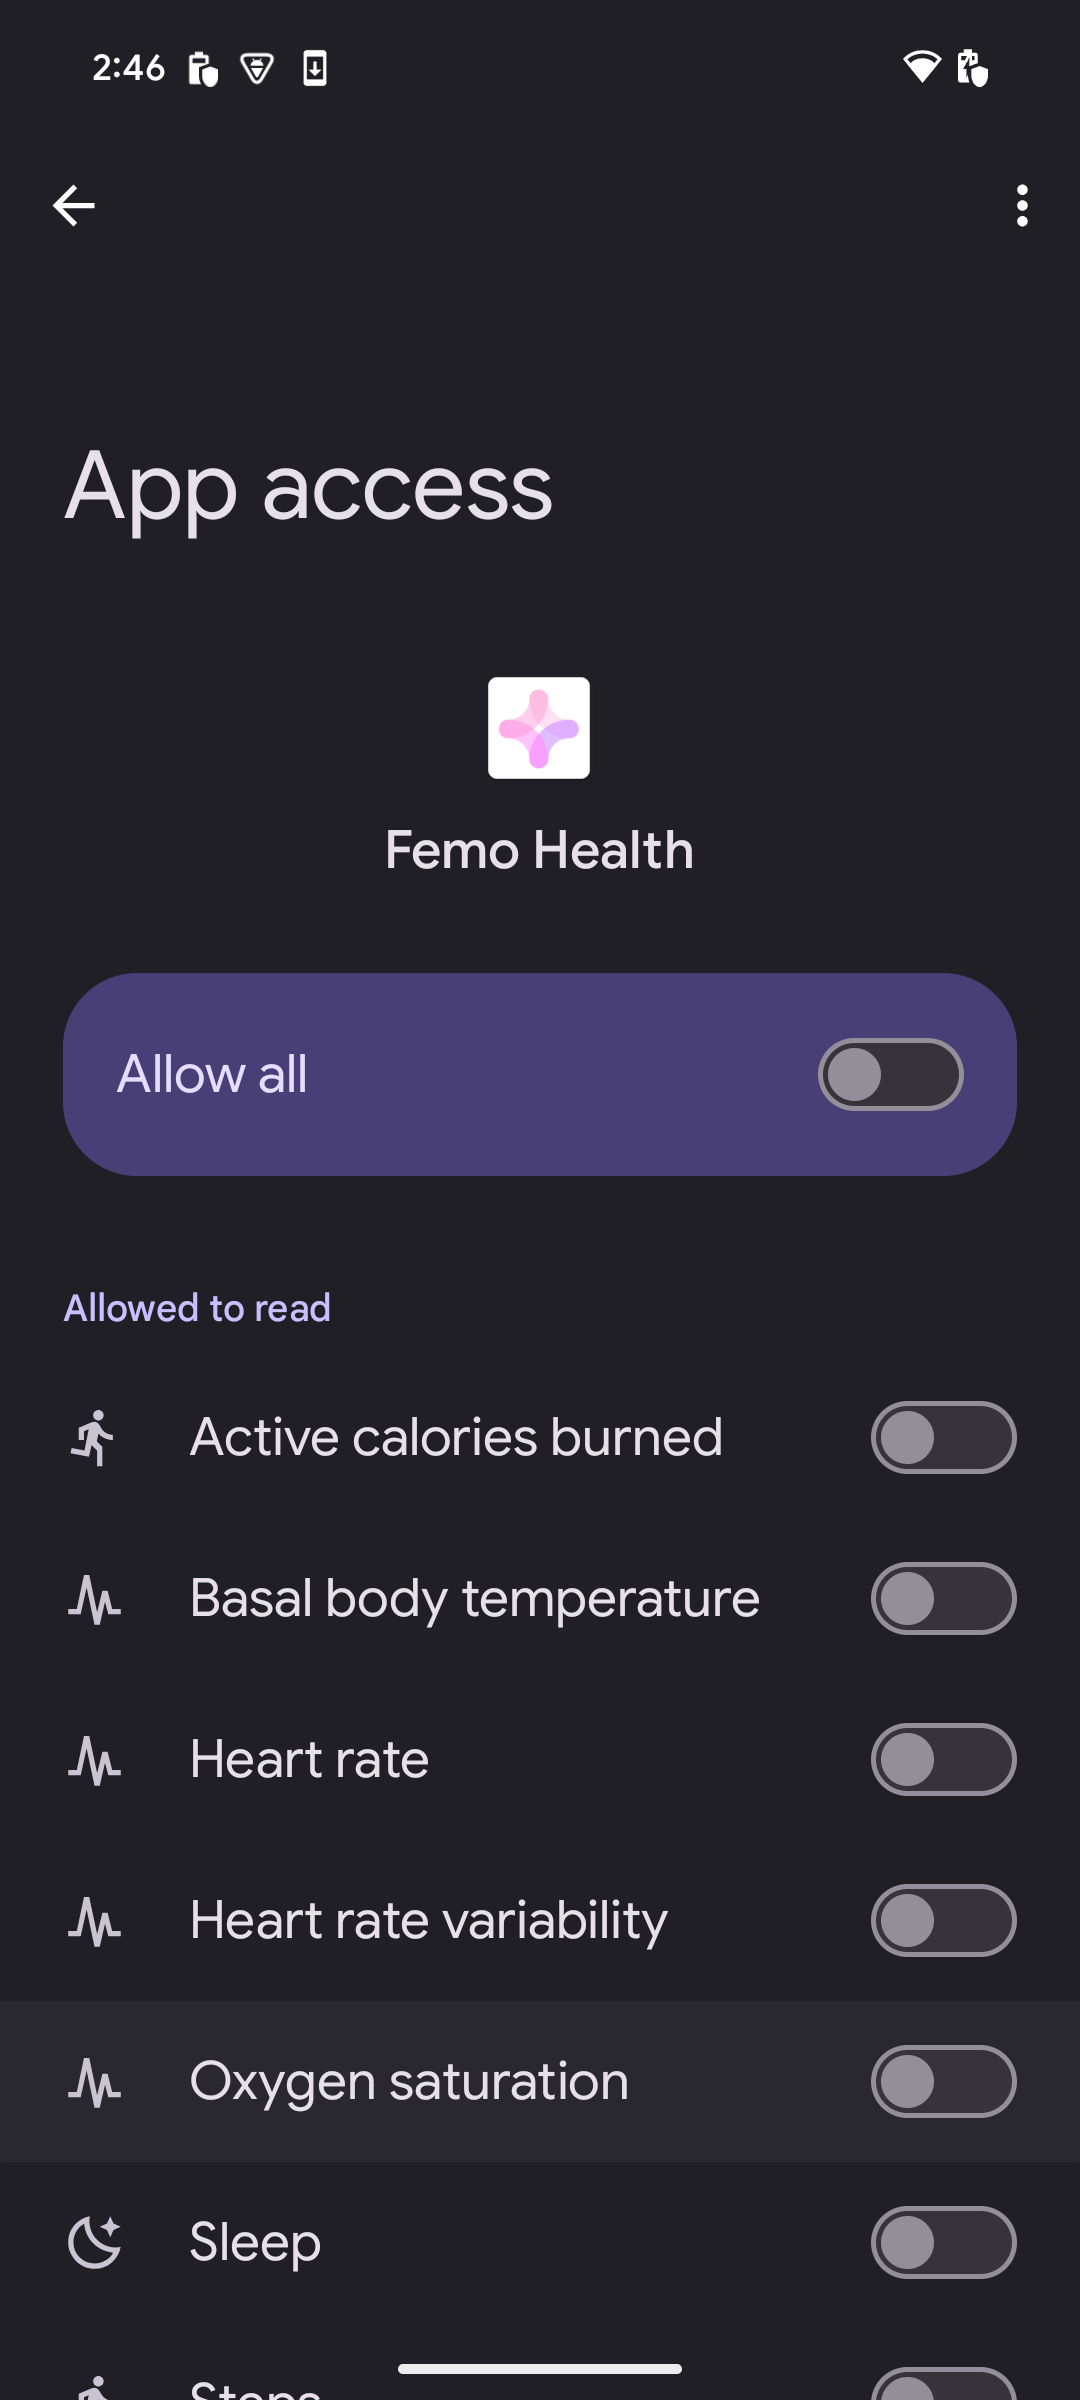 2:46
App access
Femo Health
Allow all
Allowed to read
Active calories burned
Basal body temperature
Heart rate
Heart rate variability
Oxygen saturation
Sleep
Steps